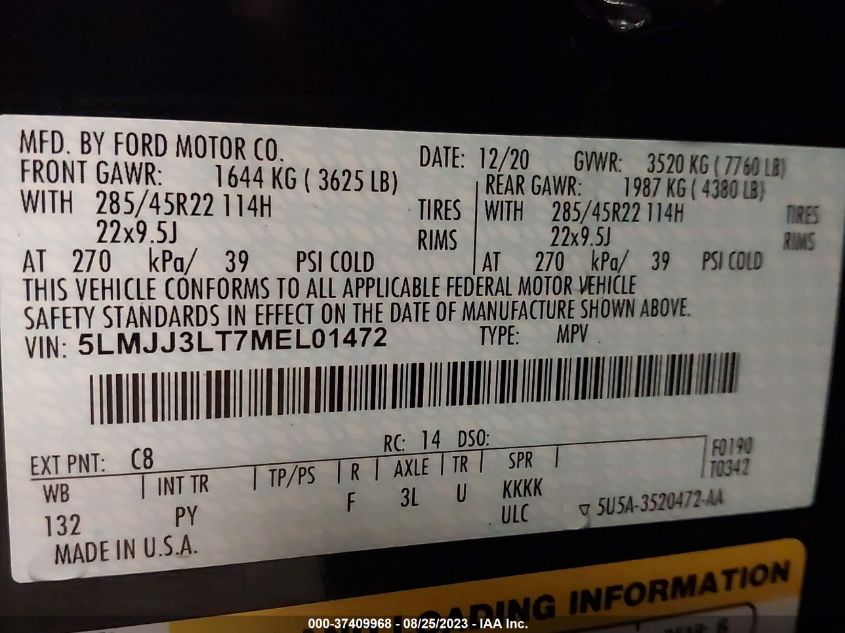 MFD. BY FORD MOTOR CO. DATE: 12/20 GVWR: 3520 KG ( 7760 LB)
FRONT GAWR: 1644 KG ( 3625 LB) REAR GAWR: 1987 KG ( 4380 LB)
WITH 285/45R22 114H TIRES WITH 285/45R22 114H TIRES
22x9.5J RIMS 22x9.5J RIMS
AT 270 kPa/ 39 PSI COLD AT 270 kPa/ 39 PSI COLD
THIS VEHICLE CONFORMS TO ALL APPLICABLE FEDERAL MOTOR VEHICLE
SAFETY STANDARDS IN EFFECT ON THE DATE OF MANUFACTURE SHOWN ABOVE.
VIN: 5LMJJ3LT7MEL01472 TYPE: MPV
EXT PNT: C8 RC: 14 DSO: F0190
WB INT TR TP/PS R AXLE TR SPR T0342
132 PY F 3L U KKKK
ULC ▽ 5U5A-3520472-AA
MADE IN U.S.A.
LOADING INFORMATION
000-37409968 - 08/25/2023 - IAA Inc.